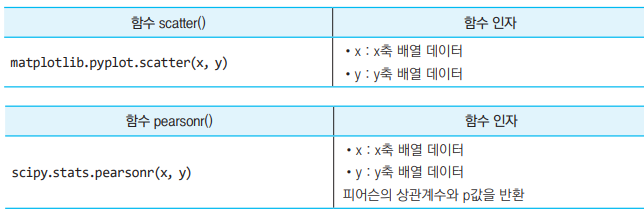 함수 scatter()
함수 인자
matplotlib.pyplot.scatter(x, y)
• x : x축 배열 데이터
• y : y축 배열 데이터
함수 pearsonr()
함수 인자
scipy.stats.pearsonr(x, y)
• x : x축 배열 데이터
• y : y축 배열 데이터
피어슨의 상관계수와 p값을 반환